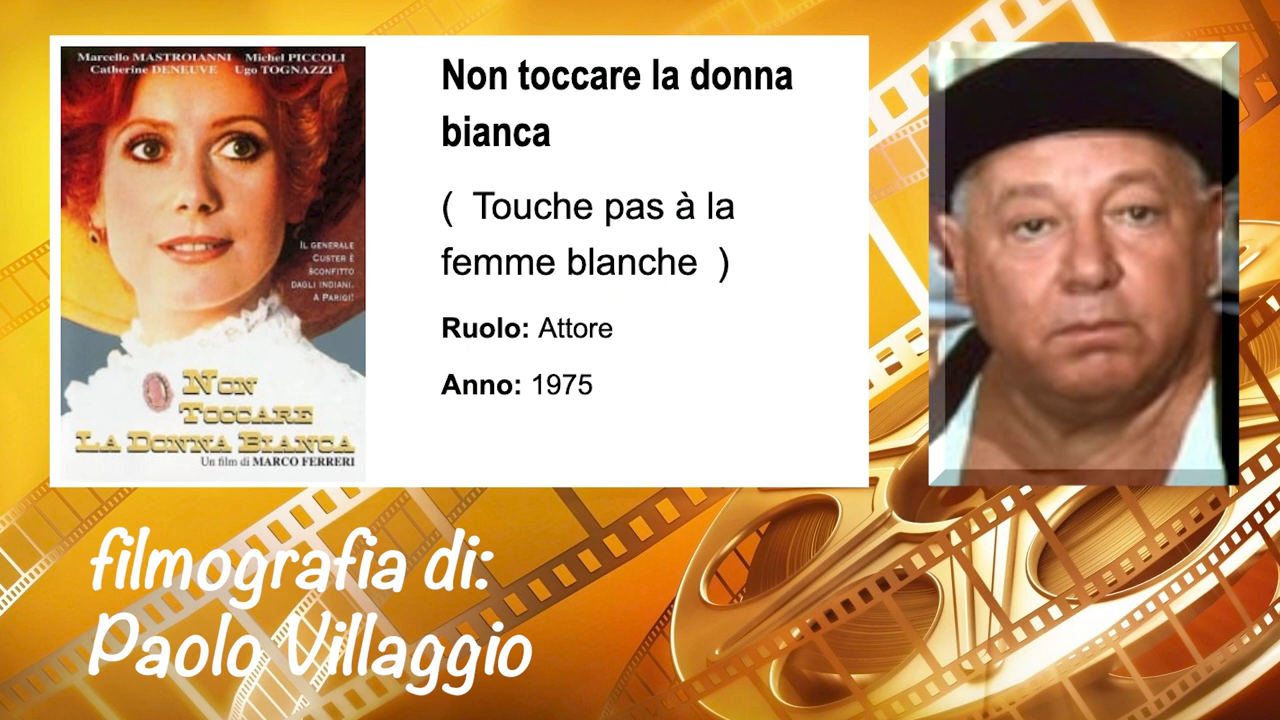 Marcello MASTROIANNI Michel PICCOLI
Catherine DENEUVE Ugo TOGNAZZI
IL GENERALE
CUSTER È
SCONFITTO
DAGLI INDIANI.
A PARIGI!
NON
TOCCARE
LA DONNA BIANCA
Un film di MARCO FERRERI
Non toccare la donna
bianca
( Touche pas à la
femme blanche )
Ruolo: Attore
Anno: 1975
filmografia di:
Paolo Villaggio